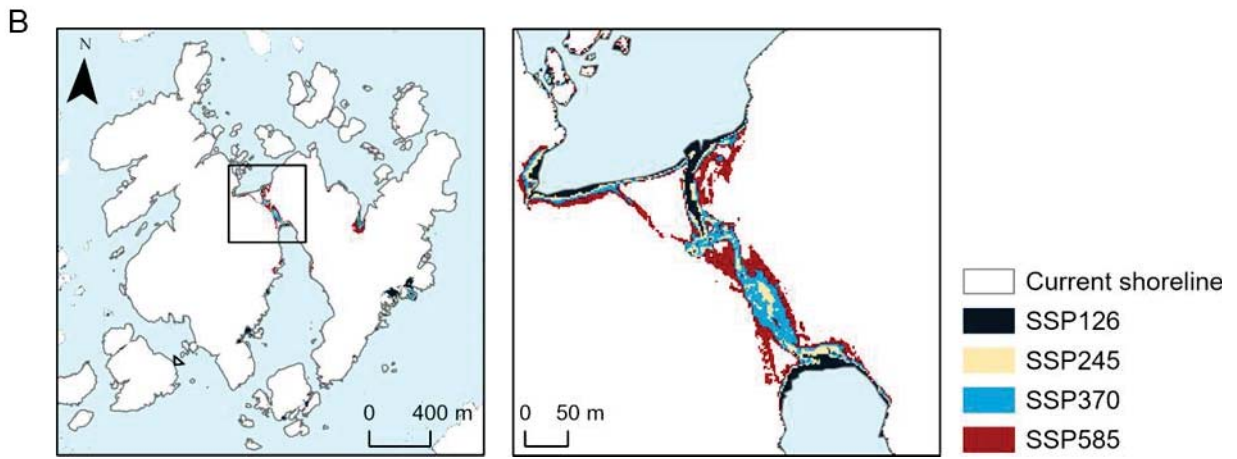 B
N
0 400 m
0 50 m
Current shoreline
SSP126
SSP245
SSP370
SSP585